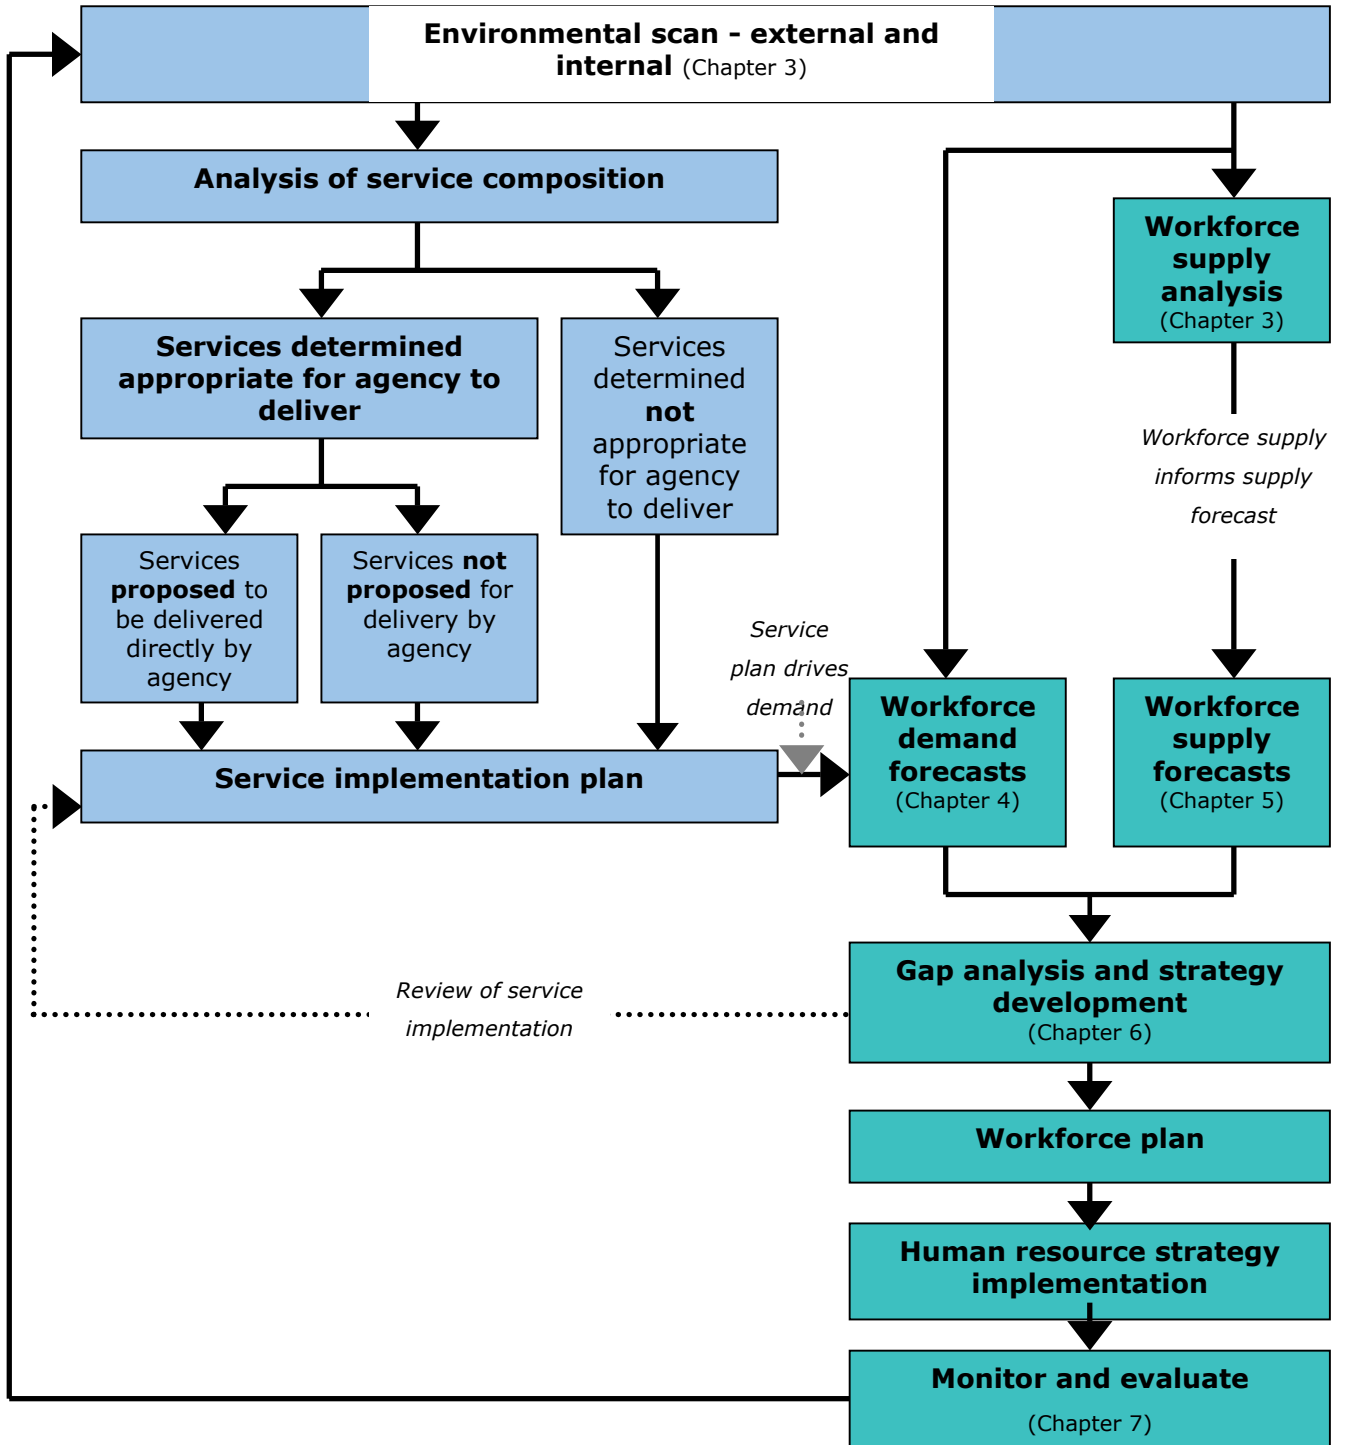 Environmental scan - external and
internal (Chapter 3)
Analysis of service composition
Workforce
supply
analysis
(Chapter 3)
Services determined
appropriate for agency to
deliver
Services
determined
not
appropriate
for agency
to deliver
Workforce supply
informs supply
forecast
Services
proposed to
be delivered
directly by
agency
Services not
proposed for
delivery by
agency
Service
plan drives
demand
Workforce
demand
forecasts
(Chapter 4)
Workforce
supply
forecasts
(Chapter 5)
Service implementation plan
Gap analysis and strategy
development
(Chapter 6)
Review of service
implementation
Workforce plan
Human resource strategy
implementation
Monitor and evaluate
(Chapter 7)